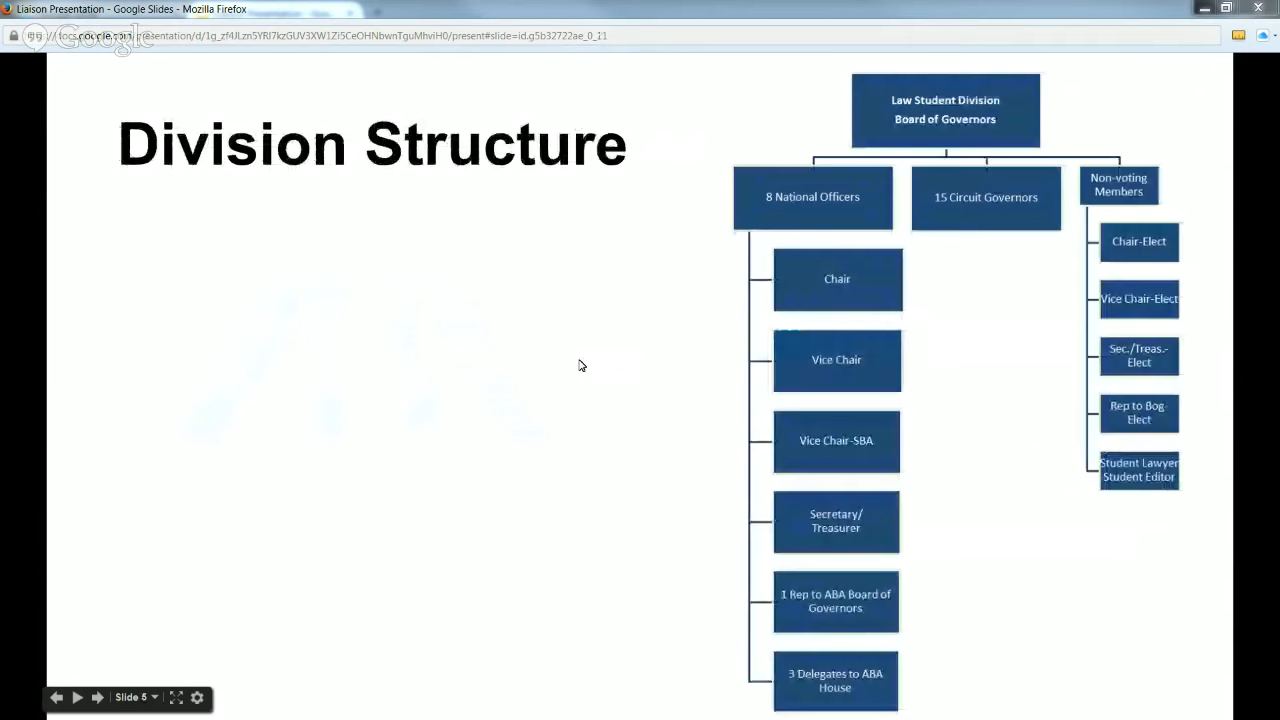 Liaison Presentation - Google Slides - Mozilla Firefox
Google
Division Structure
Law Student Division
Board of Governors
8 National Officers
15 Circuit Governors
Non-voting
Members
Chair
Vice Chair
Vice Chair-SBA
Secretary/
Treasurer
1 Rep to ABA Board of
Governors
3 Delegates to ABA
House
Chair-Elect
Vice Chair-Elect
Sec./Treas.-
Elect
Rep to Bog-
Elect
Student Lawyer
Student Editor
Slide 5